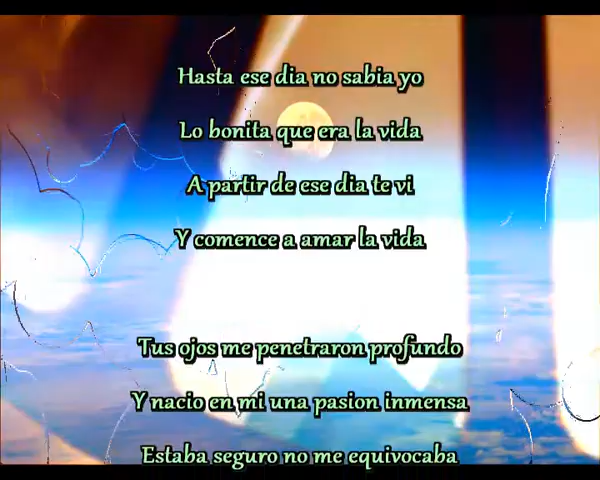 Hasta ese dia no sabia yo
Lo bonita que era la vida
A partir de ese dia te vi
Y comence a amar la vida
Tus ojos me penetraron profundo
Y nacio en mi una pasion inmensa
Estaba seguro no me equivocaba